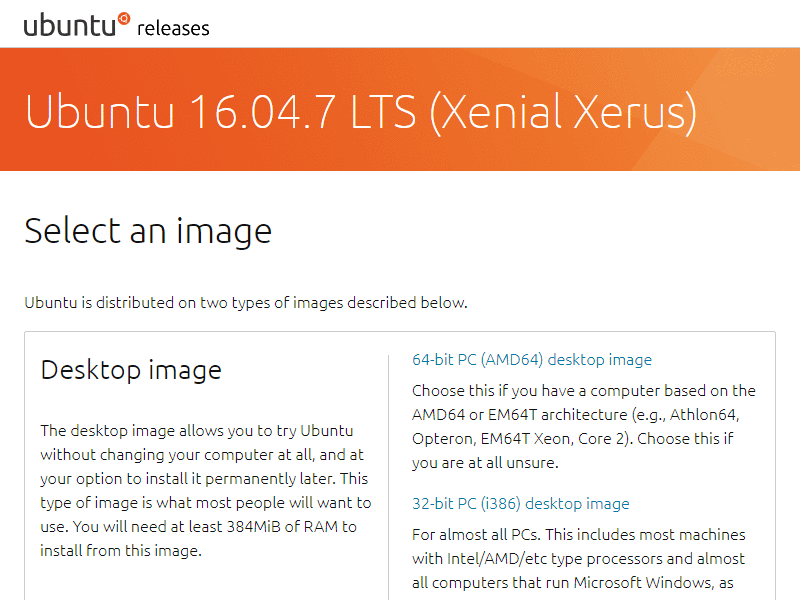 ubuntu releases
Ubuntu 16.04.7 LTS (Xenial Xerus)
Select an image
Ubuntu is distributed on two types of images described below.
Desktop image
The desktop image allows you to try Ubuntu
without changing your computer at all, and at
your option to install it permanently later. This
type of image is what most people will want to
use. You will need at least 384MiB of RAM to
install from this image.
64-bit PC (AMD64) desktop image
Choose this if you have a computer based on the
AMD64 or EM64T architecture (e.g., Athlon64,
Opteron, EM64T Xeon, Core 2). Choose this if
you are at all unsure.
32-bit PC (i386) desktop image
For almost all PCs. This includes most machines
with Intel/AMD/etc type processors and almost
all computers that run Microsoft Windows, as